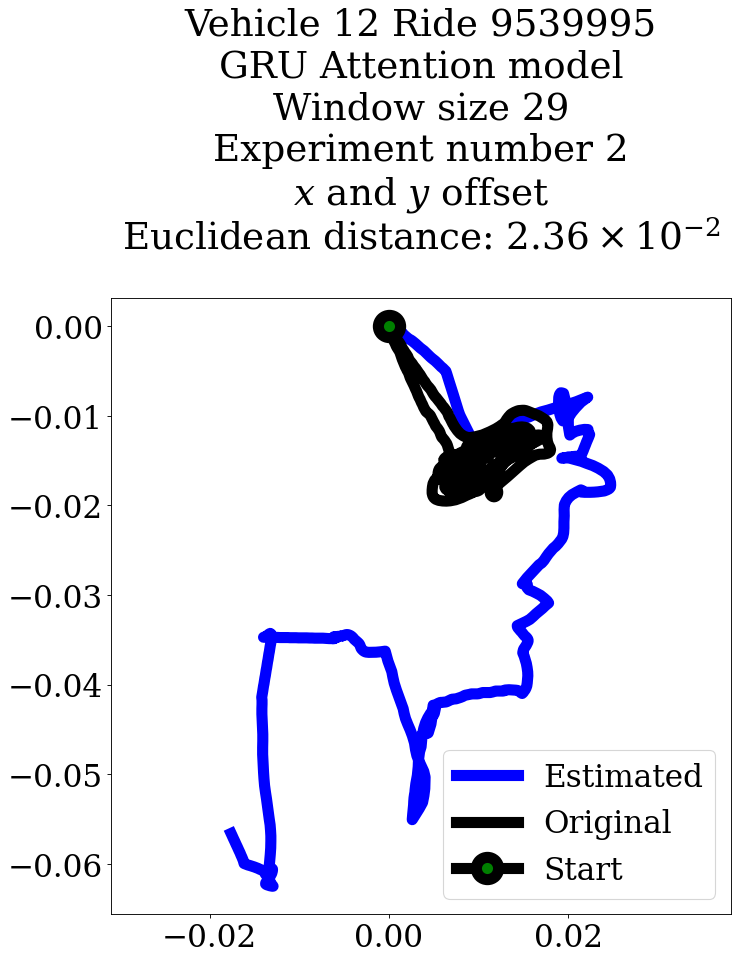 Vehicle 12 Ride 9539995
GRU Attention model
Window size 29
Experiment number 2
x and y offset
Euclidean distance: 2.36 × 10⁻²
0.00
−0.01
−0.02
−0.03
−0.04
−0.05
−0.06
Estimated
Original
Start
−0.02 0.00 0.02